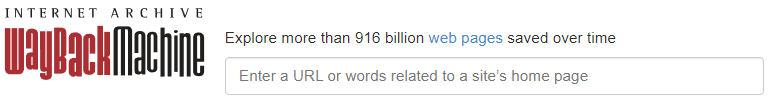 INTERNET ARCHIVE
WayBackMachine
Explore more than 916 billion web pages saved over time
Enter a URL or words related to a site’s home page